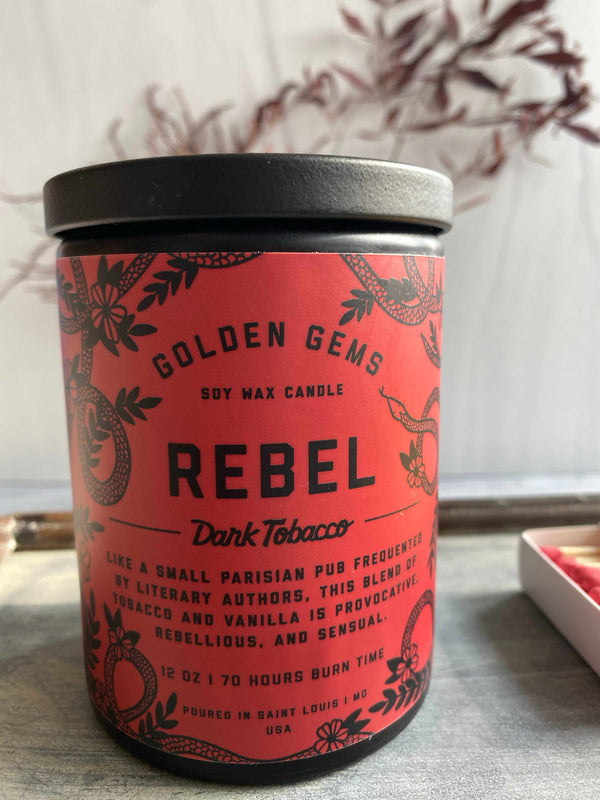 GOLDEN GEMS
SOY WAX CANDLE
REBEL
Dark Tobacco
LIKE A SMALL PARISIAN PUB FREQUENTED
BY LITERARY AUTHORS, THIS BLEND OF
TOBACCO AND VANILLA IS PROVOCATIVE,
REBELLIOUS, AND SENSUAL.
12 OZ | 70 HOURS BURN TIME
POURED IN SAINT LOUIS | MO
USA